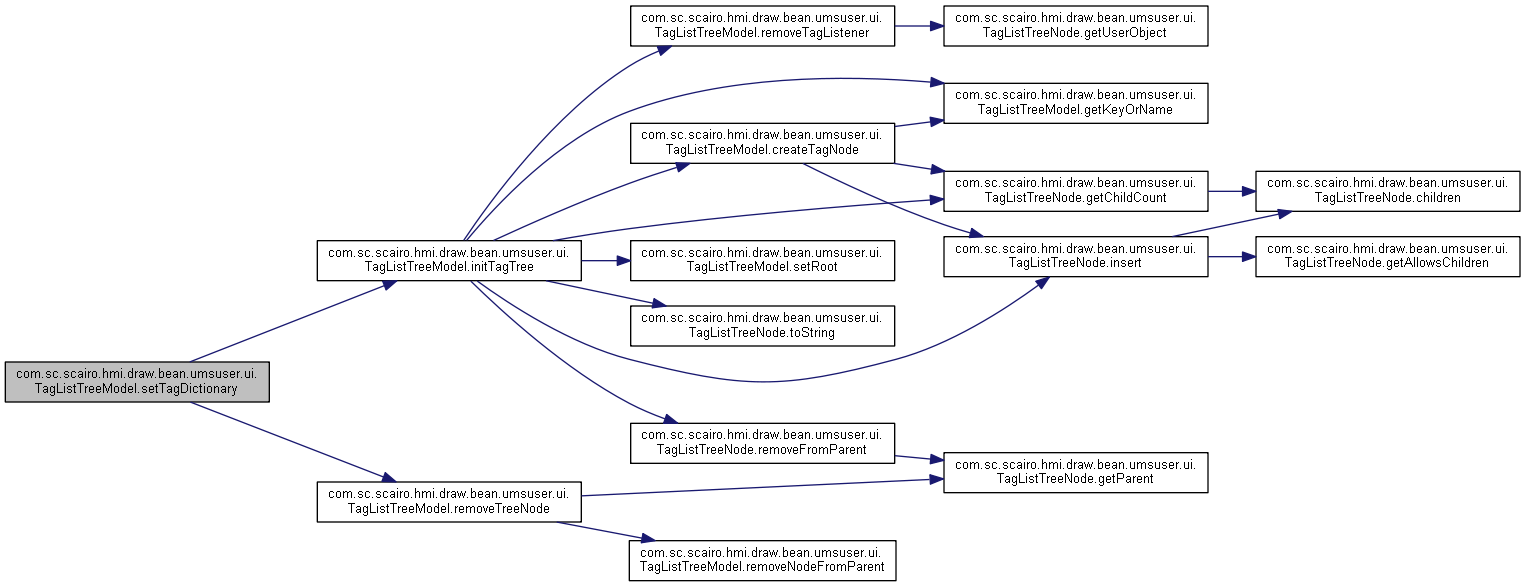 com.sc.scairo.hmi.draw.bean.umsuser.ui.
TagListTreeModel.removeTagListener
com.sc.scairo.hmi.draw.bean.umsuser.ui.
TagListTreeNode.getUserObject
com.sc.scairo.hmi.draw.bean.umsuser.ui.
TagListTreeModel.getKeyOrName
com.sc.scairo.hmi.draw.bean.umsuser.ui.
TagListTreeModel.createTagNode
com.sc.scairo.hmi.draw.bean.umsuser.ui.
TagListTreeNode.getChildCount
com.sc.scairo.hmi.draw.bean.umsuser.ui.
TagListTreeNode.children
com.sc.scairo.hmi.draw.bean.umsuser.ui.
TagListTreeModel.initTagTree
com.sc.scairo.hmi.draw.bean.umsuser.ui.
TagListTreeModel.setRoot
com.sc.scairo.hmi.draw.bean.umsuser.ui.
TagListTreeNode.insert
com.sc.scairo.hmi.draw.bean.umsuser.ui.
TagListTreeNode.getAllowsChildren
com.sc.scairo.hmi.draw.bean.umsuser.ui.
TagListTreeNode.toString
com.sc.scairo.hmi.draw.bean.umsuser.ui.
TagListTreeModel.setTagDictionary
com.sc.scairo.hmi.draw.bean.umsuser.ui.
TagListTreeNode.removeFromParent
com.sc.scairo.hmi.draw.bean.umsuser.ui.
TagListTreeNode.getParent
com.sc.scairo.hmi.draw.bean.umsuser.ui.
TagListTreeModel.removeTreeNode
com.sc.scairo.hmi.draw.bean.umsuser.ui.
TagListTreeModel.removeNodeFromParent